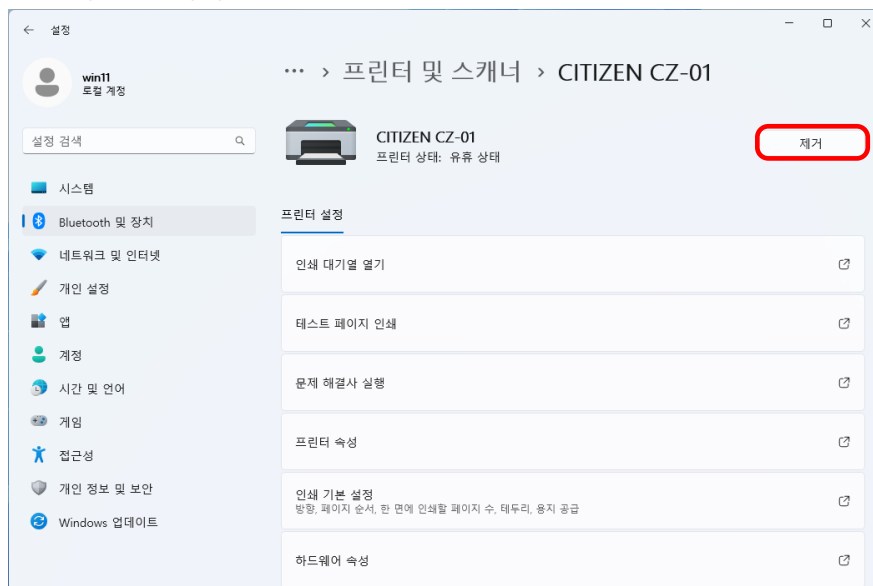 설정
win11
로컬 계정
설정 검색
시스템
Bluetooth 및 장치
네트워크 및 인터넷
개인 설정
앱
계정
시간 및 언어
게임
접근성
개인 정보 및 보안
Windows 업데이트
··· > 프린터 및 스캐너 > CITIZEN CZ-01
CITIZEN CZ-01
프린터 상태: 유휴 상태
제거
프린터 설정
인쇄 대기열 열기
테스트 페이지 인쇄
문제 해결사 실행
프린터 속성
인쇄 기본 설정
방향, 페이지 순서, 한 면에 인쇄할 페이지 수, 테두리, 용지 공급
하드웨어 속성